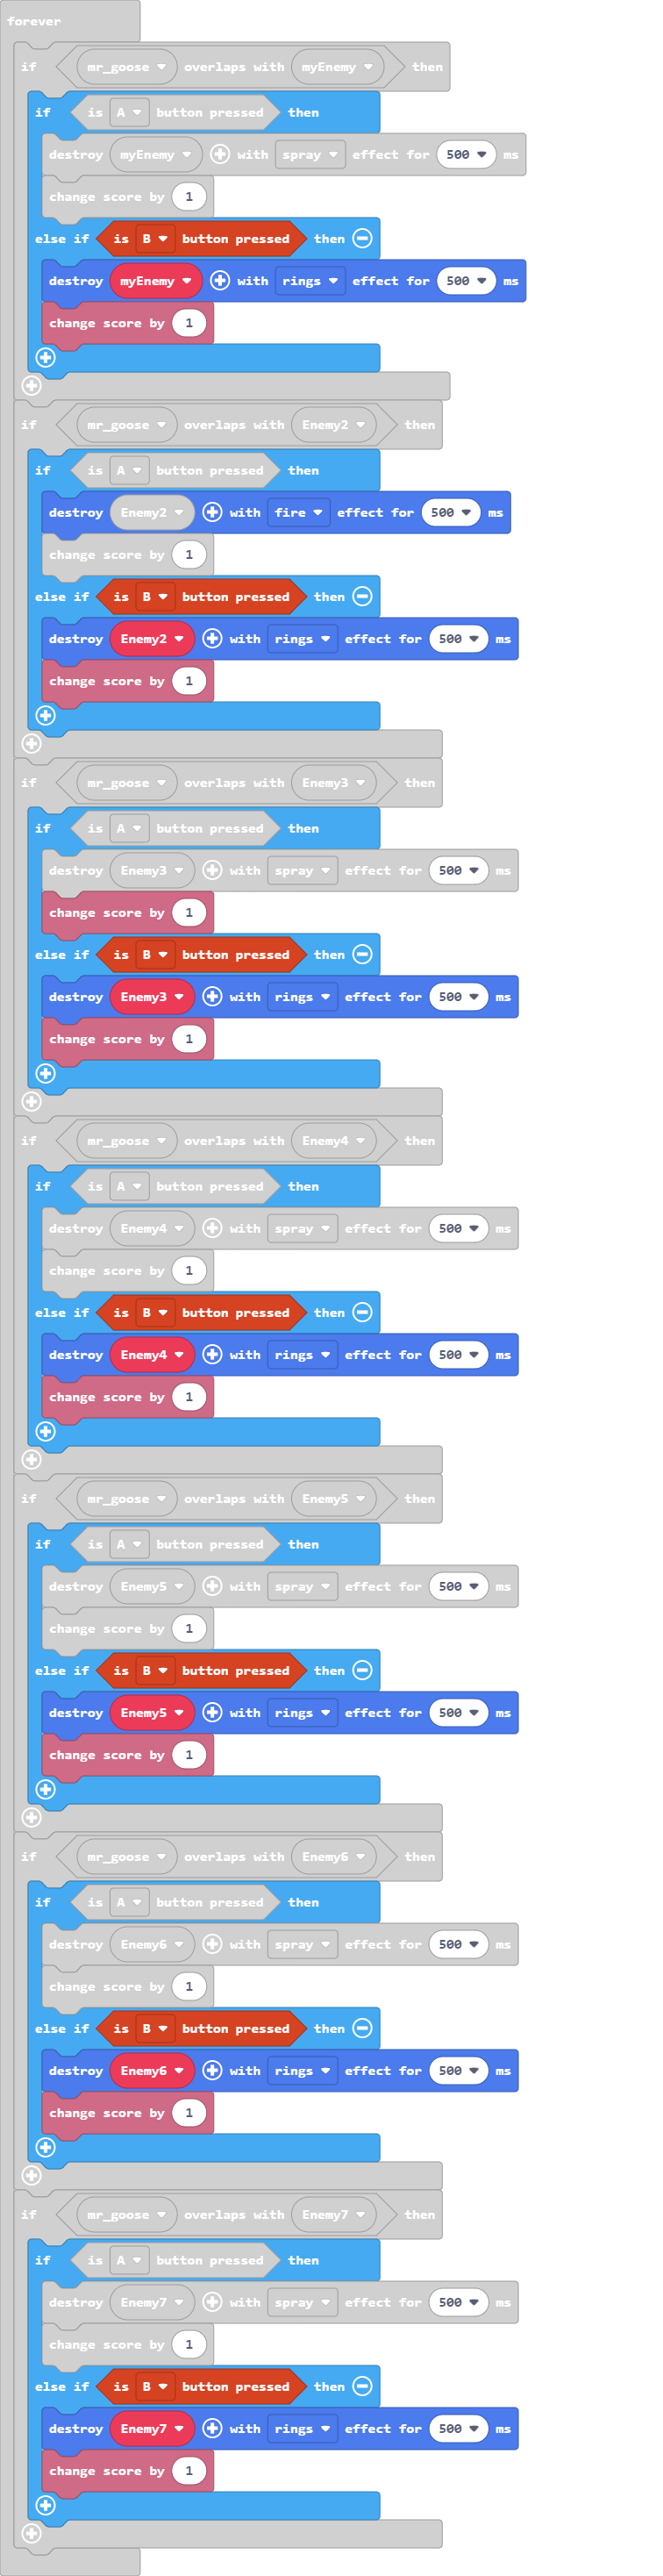 forever
if mr_goose overlaps with myEnemy then
if is A button pressed then
destroy myEnemy with spray effect for 500 ms
change score by 1
else if is B button pressed then
destroy myEnemy with rings effect for 500 ms
change score by 1
if mr_goose overlaps with Enemy2 then
if is A button pressed then
destroy Enemy2 with fire effect for 500 ms
change score by 1
else if is B button pressed then
destroy Enemy2 with rings effect for 500 ms
change score by 1
if mr_goose overlaps with Enemy3 then
if is A button pressed then
destroy Enemy3 with spray effect for 500 ms
change score by 1
else if is B button pressed then
destroy Enemy3 with rings effect for 500 ms
change score by 1
if mr_goose overlaps with Enemy4 then
if is A button pressed then
destroy Enemy4 with spray effect for 500 ms
change score by 1
else if is B button pressed then
destroy Enemy4 with rings effect for 500 ms
change score by 1
if mr_goose overlaps with Enemy5 then
if is A button pressed then
destroy Enemy5 with spray effect for 500 ms
change score by 1
else if is B button pressed then
destroy Enemy5 with rings effect for 500 ms
change score by 1
if mr_goose overlaps with Enemy6 then
if is A button pressed then
destroy Enemy6 with spray effect for 500 ms
change score by 1
else if is B button pressed then
destroy Enemy6 with rings effect for 500 ms
change score by 1
if mr_goose overlaps with Enemy7 then
if is A button pressed then
destroy Enemy7 with spray effect for 500 ms
change score by 1
else if is B button pressed then
destroy Enemy7 with rings effect for 500 ms
change score by 1